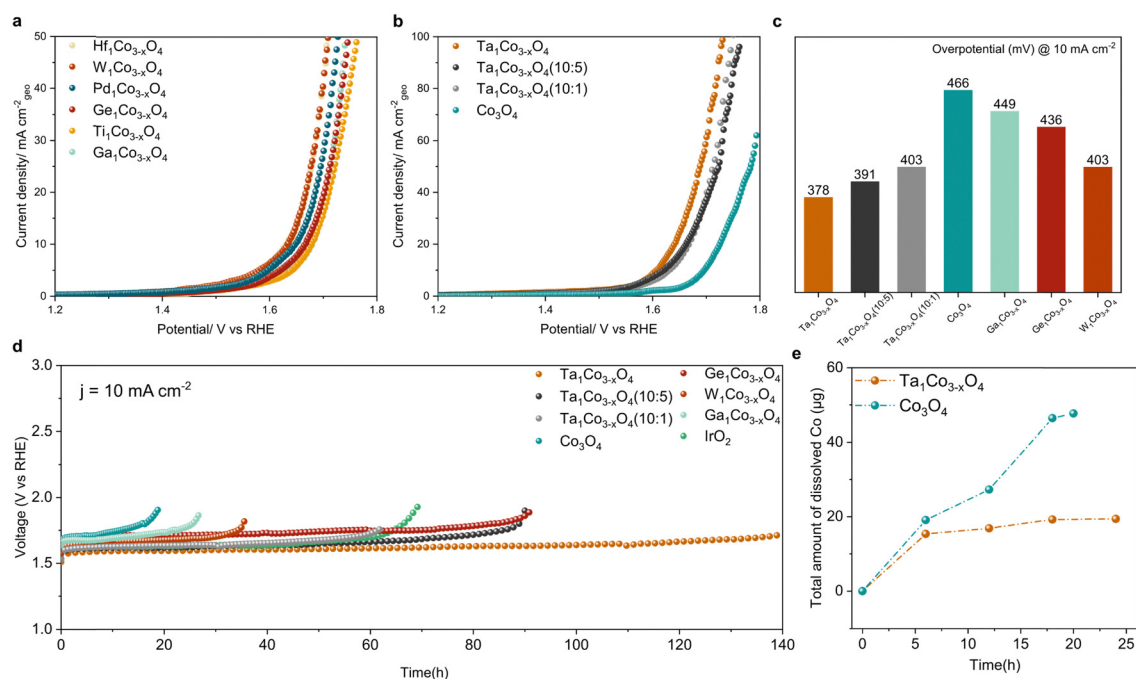 a
Current density/ mA cm⁻²geo
50
40
30
20
10
0
Hf₁Co₃₋ₓO₄
W₁Co₃₋ₓO₄
Pd₁Co₃₋ₓO₄
Ge₁Co₃₋ₓO₄
Ti₁Co₃₋ₓO₄
Ga₁Co₃₋ₓO₄
1.2 1.4 1.6 1.8
Potential/ V vs RHE
b
Current density/ mA cm⁻²geo
100
80
60
40
20
0
Ta₁Co₃₋ₓO₄
Ta₁Co₃₋ₓO₄(10:5)
Ta₁Co₃₋ₓO₄(10:1)
Co₃O₄
1.2 1.4 1.6 1.8
Potential/ V vs RHE
c
Overpotential (mV) @ 10 mA cm⁻²
378
391
403
466
449
436
403
Ta₁Co₃₋ₓO₄
Ta₁Co₃₋ₓO₄(10:5)
Ta₁Co₃₋ₓO₄(10:1)
Co₃O₄
Ga₁Co₃₋ₓO₄
Ge₁Co₃₋ₓO₄
W₁Co₃₋ₓO₄
d
Voltage (V vs RHE)
3.0
2.5
2.0
1.5
1.0
j = 10 mA cm⁻²
Ta₁Co₃₋ₓO₄
Ta₁Co₃₋ₓO₄(10:5)
Ta₁Co₃₋ₓO₄(10:1)
Co₃O₄
Ge₁Co₃₋ₓO₄
W₁Co₃₋ₓO₄
Ga₁Co₃₋ₓO₄
IrO₂
0 20 40 60 80 100 120 140
Time(h)
e
Total amount of dissolved Co (µg)
60
40
20
0
Ta₁Co₃₋ₓO₄
Co₃O₄
0 5 10 15 20 25
Time(h)